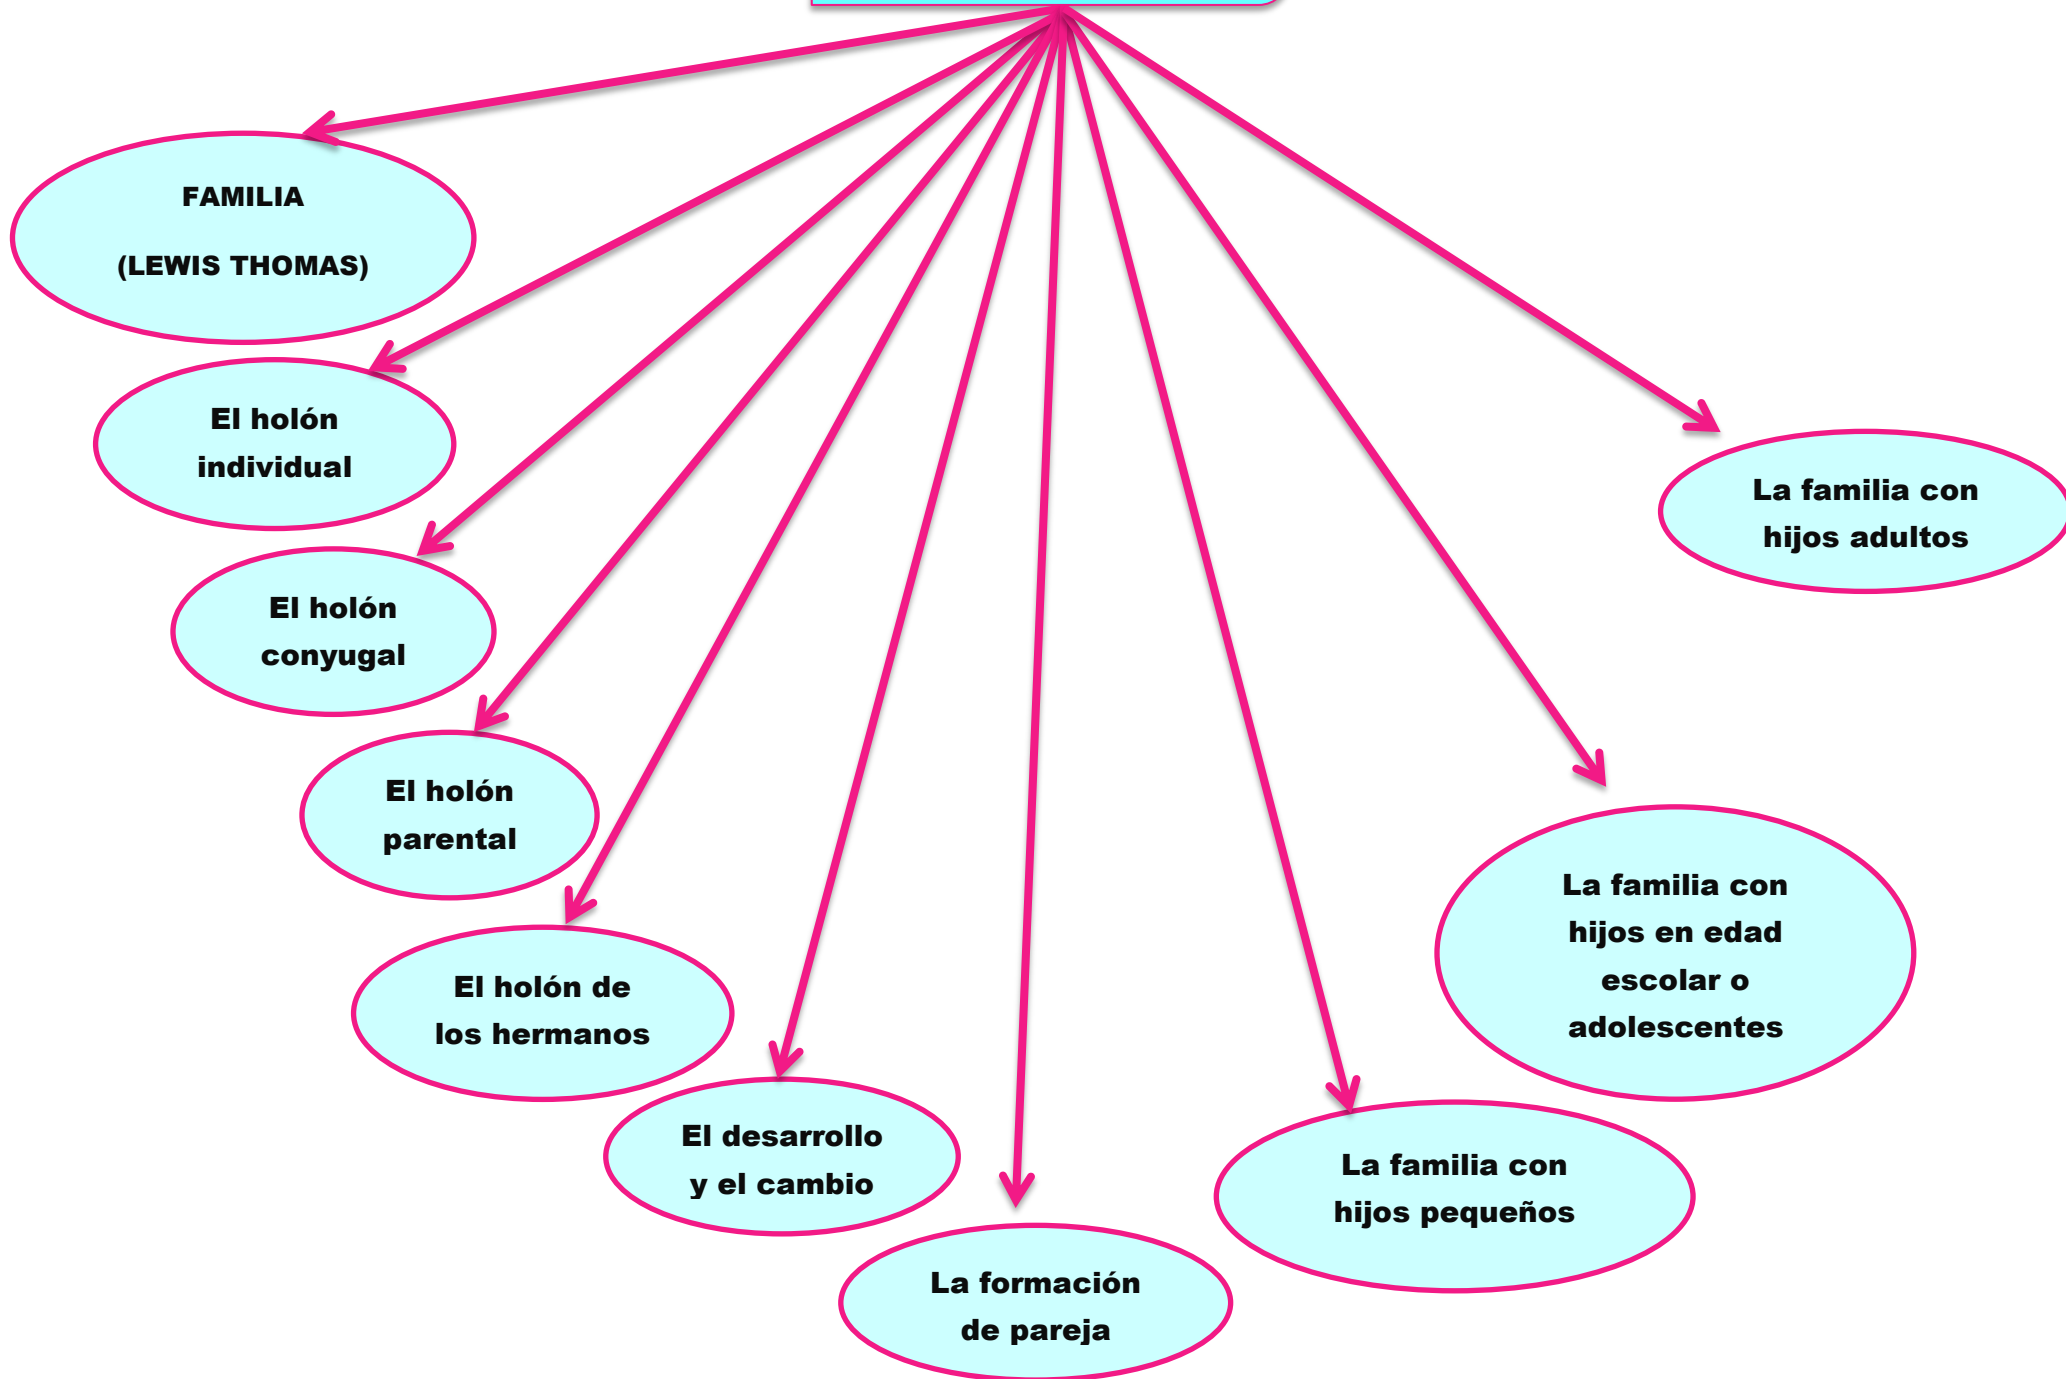 FAMILIA
(LEWIS THOMAS)
El holón
individual
El holón
conyugal
El holón
parental
El holón de
los hermanos
El desarrollo
y el cambio
La formación
de pareja
La familia con
hijos pequeños
La familia con
hijos en edad
escolar o
adolescentes
La familia con
hijos adultos